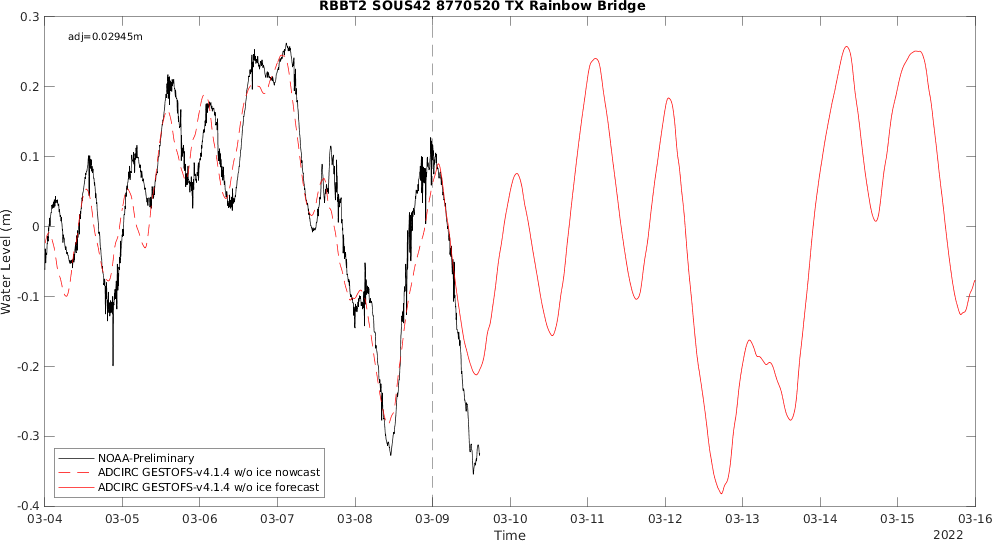 RBBT2 SOUS42 8770520 TX Rainbow Bridge
adj=0.02945m
0.3
0.2
0.1
0
-0.1
-0.2
-0.3
-0.4
Water Level (m)
NOAA-Preliminary
ADCIRC GESTOFS-v4.1.4 w/o ice nowcast
ADCIRC GESTOFS-v4.1.4 w/o ice forecast
03-04 03-05 03-06 03-07 03-08 03-09 03-10 03-11 03-12 03-13 03-14 03-15 03-16
Time
2022